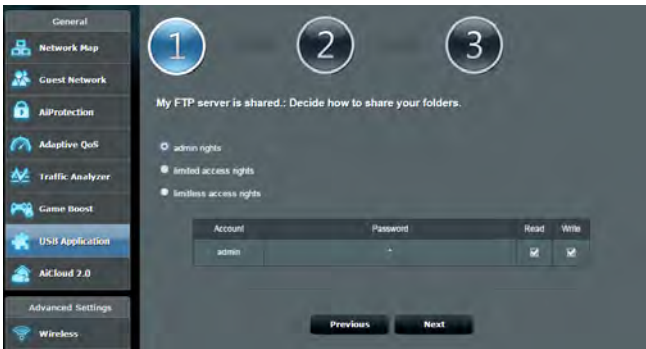 General
Network Map
Guest Network
AiProtection
Adaptive QoS
Traffic Analyzer
Game Boost
USB Application
AiCloud 2.0
Advanced Settings
Wireless
1 2 3
My FTP server is shared.: Decide how to share your folders.
admin rights
limited access rights
limitless access rights
Account Password Read Write
admin *
Previous Next